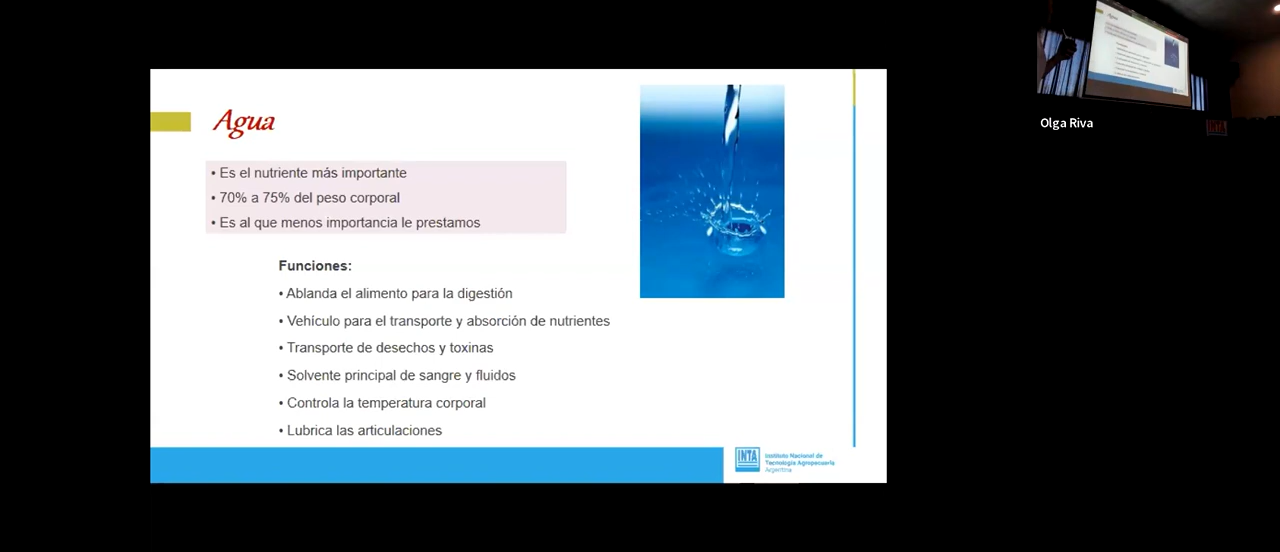 Agua
• Es el nutriente más importante
• 70% a 75% del peso corporal
• Es al que menos importancia le prestamos
Funciones:
• Ablanda el alimento para la digestión
• Vehículo para el transporte y absorción de nutrientes
• Transporte de desechos y toxinas
• Solvente principal de sangre y fluidos
• Controla la temperatura corporal
• Lubrica las articulaciones
INTA
Instituto Nacional de
Tecnología Agropecuaria
Argentina
Olga Riva
INTA